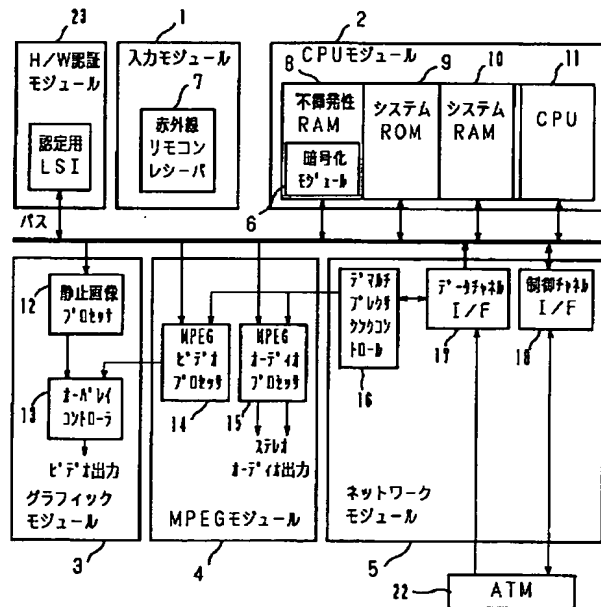 23
H/W認証
モジュール
認定用
LSI
バス
1
入力モジュール
7
赤外線
リモコン
レシーバ
2
CPUモジュール
8
9
10
11
不揮発性
RAM
暗号化
モジュール
6
システム
ROM
システム
RAM
CPU
12
静止画像
プロセッサ
13
オーバレイ
コントローラ
ビデオ出力
グラフィック
モジュール
3
MPEG
ビデオ
プロセッサ
14
MPEG
オーディオ
プロセッサ
15
ステレオ
オーディオ出力
MPEGモジュール
4
デマルチ
プレクサ
シンクコン
トロール
16
データチャネル
I/F
17
制御チャネル
I/F
18
ネットワーク
モジュール
5
22
ATM